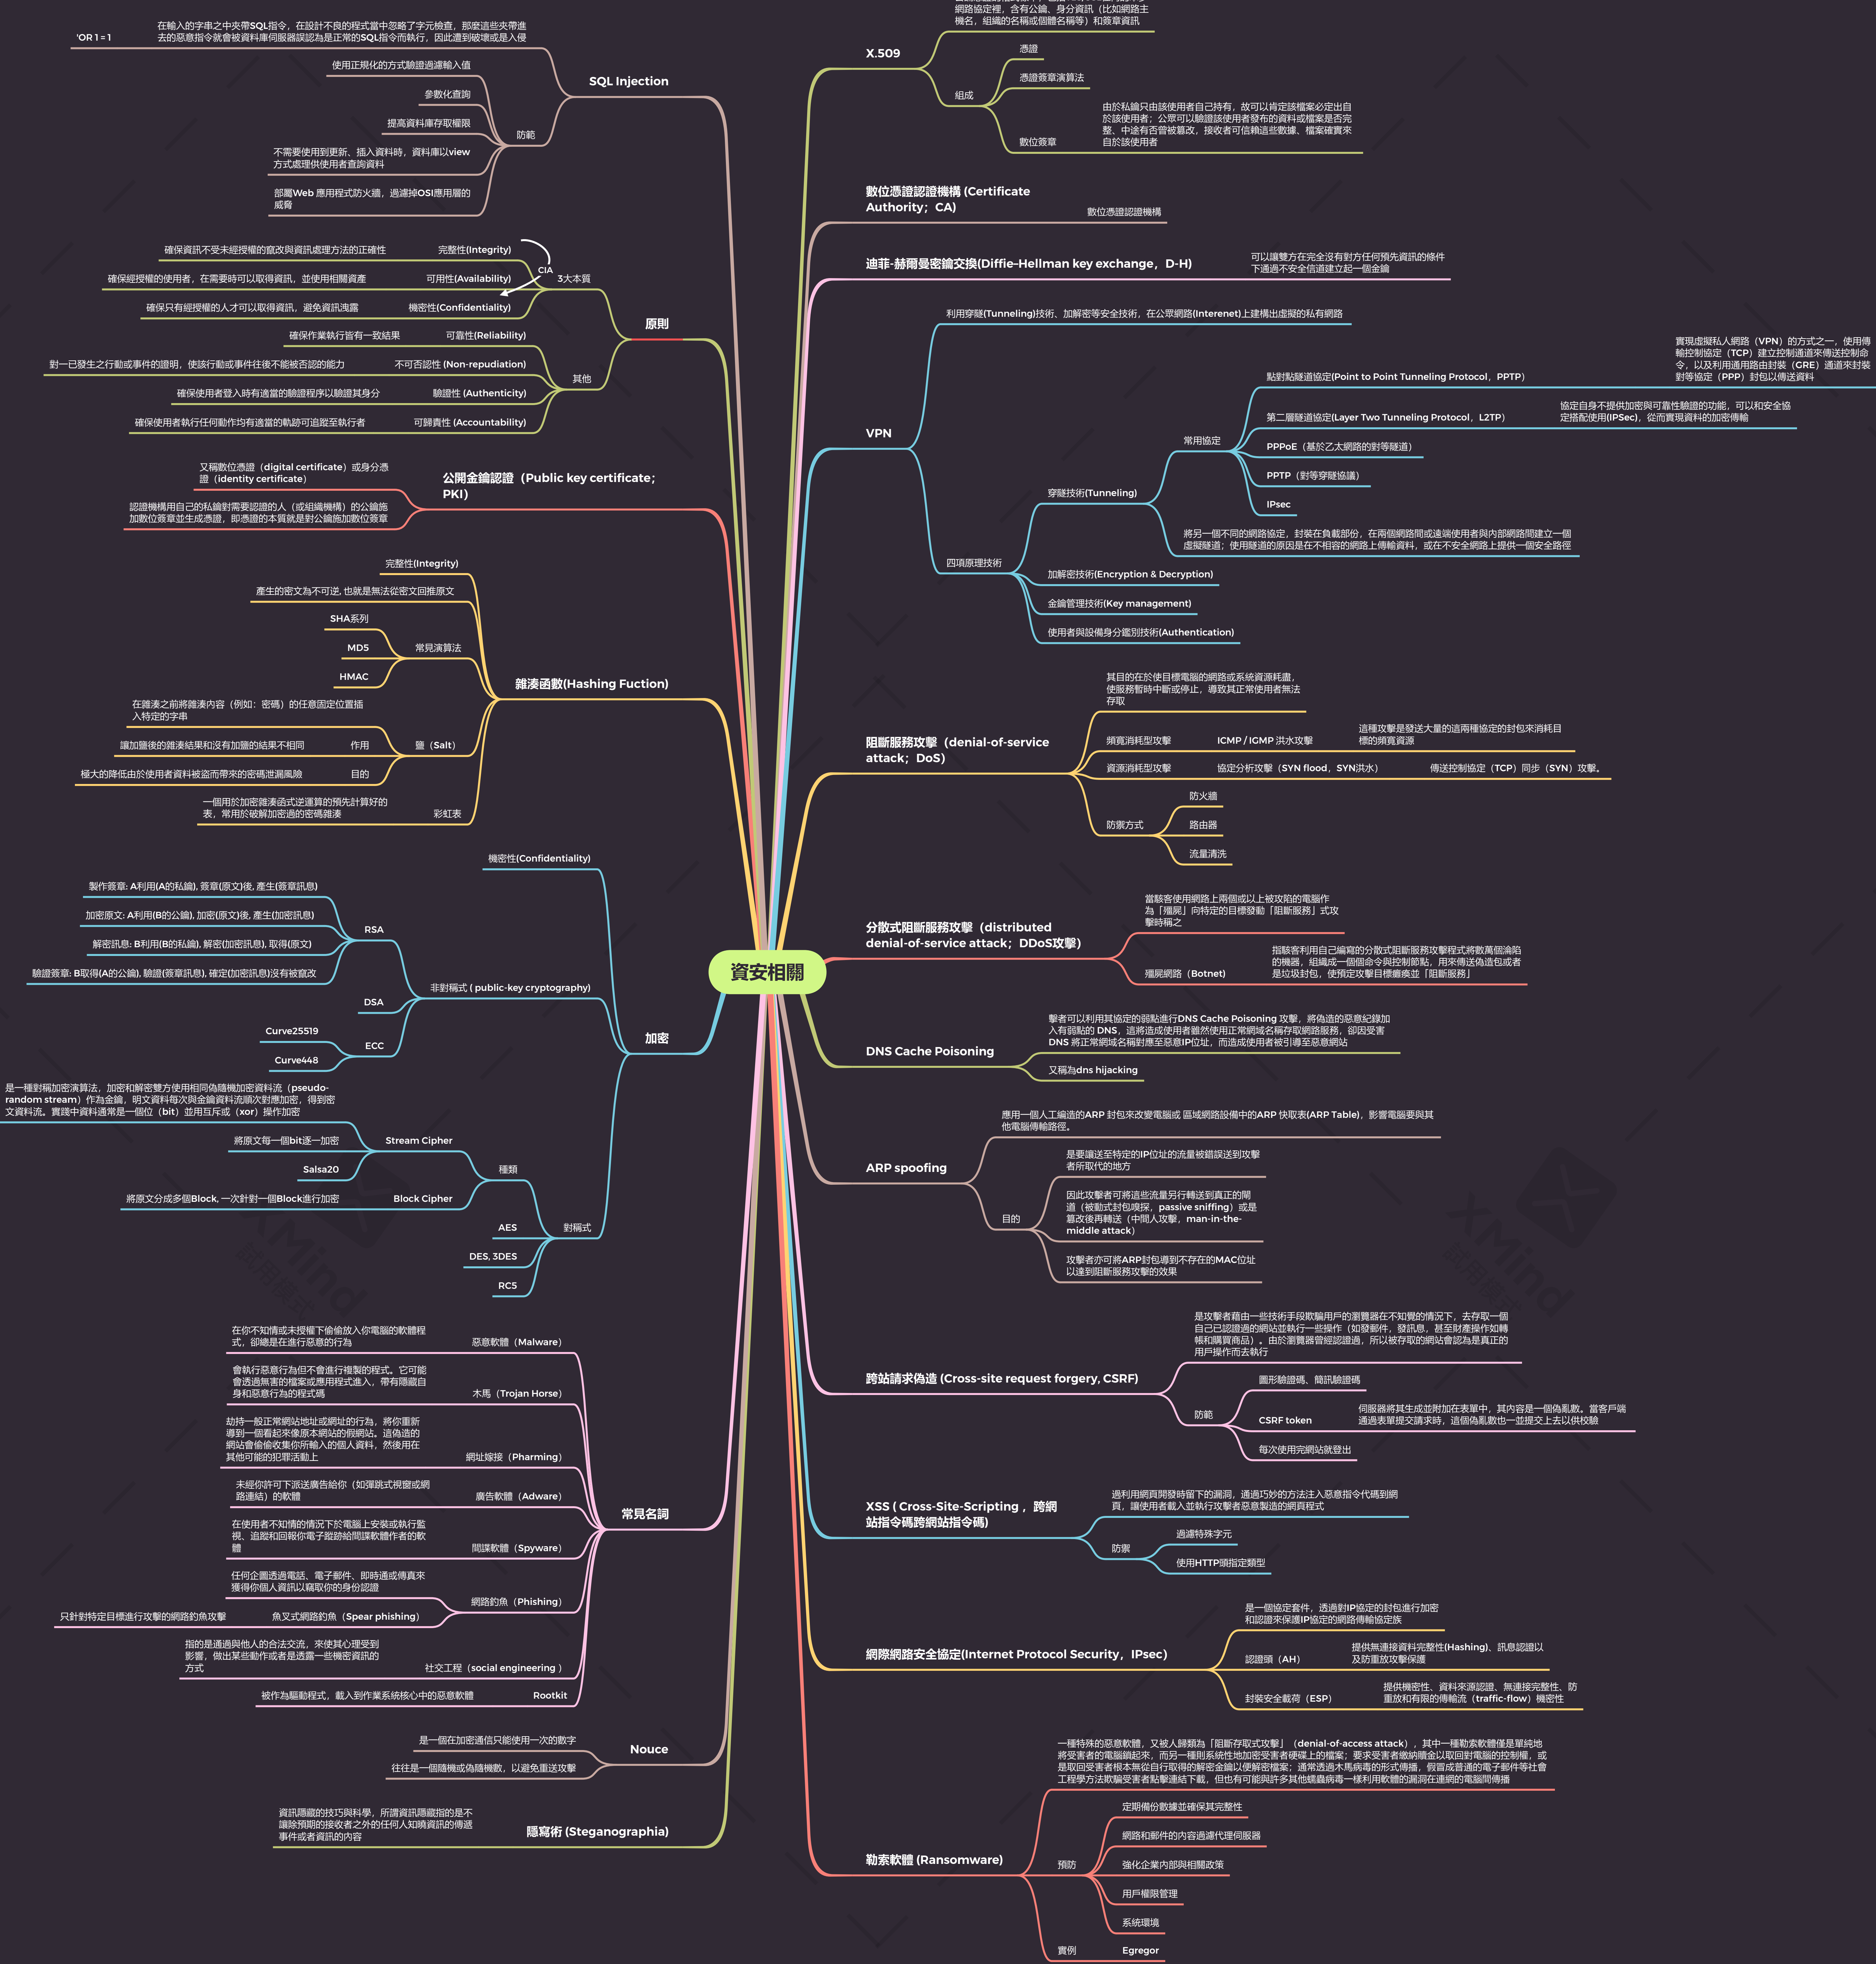 資安相關
SQL Injection
'OR 1 = 1
在輸入的字串之中夾帶SQL指令，在設計不良的程式當中忽略了字元檢查，那麼這些夾帶進
去的惡意指令就會被資料庫伺服器誤認為是正常的SQL指令而執行，因此遭到破壞或是入侵
防範
使用正規化的方式驗證過濾輸入值
參數化查詢
提高資料庫存取權限
不需要使用到更新、插入資料時，資料庫以view
方式處理供使用者查詢資料
部屬Web 應用程式防火牆，過濾掉OSI應用層的
威脅
原則
3大本質
CIA
完整性(Integrity)
確保資訊不受未經授權的竄改與資訊處理方法的正確性
可用性(Availability)
確保經授權的使用者，在需要時可以取得資訊，並使用相關資產
機密性(Confidentiality)
確保只有經授權的人才可以取得資訊，避免資訊洩露
其他
可靠性(Reliability)
確保作業執行皆有一致結果
不可否認性 (Non-repudiation)
對一已發生之行動或事件的證明，使該行動或事件往後不能被否認的能力
驗證性 (Authenticity)
確保使用者登入時有適當的驗證程序以驗證其身分
可歸責性 (Accountability)
確保使用者執行任何動作均有適當的軌跡可追蹤至執行者
公開金鑰認證（Public key certificate；
PKI）
又稱數位憑證（digital certificate）或身分憑
證（identity certificate）
認證機構用自己的私鑰對需要認證的人（或組織機構）的公鑰施
加數位簽章並生成憑證，即憑證的本質就是對公鑰施加數位簽章
雜湊函數(Hashing Fuction)
完整性(Integrity)
產生的密文為不可逆, 也就是無法從密文回推原文
常見演算法
SHA系列
MD5
HMAC
鹽（Salt）
在雜湊之前將雜湊內容（例如：密碼）的任意固定位置插
入特定的字串
作用
讓加鹽後的雜湊結果和沒有加鹽的結果不相同
目的
極大的降低由於使用者資料被盜而帶來的密碼泄漏風險
彩虹表
一個用於加密雜湊函式逆運算的預先計算好的
表，常用於破解加密過的密碼雜湊
加密
機密性(Confidentiality)
非對稱式 ( public-key cryptography)
RSA
製作簽章: A利用(A的私鑰), 簽章(原文)後, 產生(簽章訊息)
加密原文: A利用(B的公鑰), 加密(原文)後, 產生(加密訊息)
解密訊息: B利用(B的私鑰), 解密(加密訊息), 取得(原文)
驗證簽章: B取得(A的公鑰), 驗證(簽章訊息), 確定(加密訊息)沒有被竄改
DSA
ECC
Curve25519
Curve448
對稱式
種類
Stream Cipher
是一種對稱加密演算法，加密和解密雙方使用相同偽隨機加密資料流（pseudo-
random stream）作為金鑰，明文資料每次與金鑰資料流順次對應加密，得到密
文資料流。實踐中資料通常是一個位（bit）並用互斥或（xor）操作加密
將原文每一個bit逐一加密
Salsa20
Block Cipher
將原文分成多個Block, 一次針對一個Block進行加密
AES
DES, 3DES
RC5
常見名詞
惡意軟體（Malware）
在你不知情或未授權下偷偷放入你電腦的軟體程
式，卻總是在進行惡意的行為
木馬（Trojan Horse）
會執行惡意行為但不會進行複製的程式。它可能
會透過無害的檔案或應用程式進入，帶有隱藏自
身和惡意行為的程式碼
網址嫁接（Pharming）
劫持一般正常網站地址或網址的行為，將你重新
導到一個看起來像原本網站的假網站。這偽造的
網站會偷偷收集你所輸入的個人資料，然後用在
其他可能的犯罪活動上
廣告軟體（Adware）
未經你許可下派送廣告給你（如彈跳式視窗或網
路連結）的軟體
間諜軟體（Spyware）
在使用者不知情的情況下於電腦上安裝或執行監
視、追蹤和回報你電子蹤跡給間諜軟體作者的軟
體
網路釣魚（Phishing）
任何企圖透過電話、電子郵件、即時通或傳真來
獲得你個人資訊以竊取你的身份認證
魚叉式網路釣魚（Spear phishing）
只針對特定目標進行攻擊的網路釣魚攻擊
社交工程（social engineering ）
指的是通過與他人的合法交流，來使其心理受到
影響，做出某些動作或者是透露一些機密資訊的
方式
Rootkit
被作為驅動程式，載入到作業系統核心中的惡意軟體
Nouce
是一個在加密通信只能使用一次的數字
往往是一個隨機或偽隨機數，以避免重送攻擊
隱寫術 (Steganographia)
資訊隱藏的技巧與科學，所謂資訊隱藏指的是不
讓除預期的接收者之外的任何人知曉資訊的傳遞
事件或者資訊的內容
X.509
網路協定裡，含有公鑰、身分資訊（比如網路主
機名，組織的名稱或個體名稱等）和簽章資訊
組成
憑證
憑證簽章演算法
數位簽章
由於私鑰只由該使用者自己持有，故可以肯定該檔案必定出自
於該使用者；公眾可以驗證該使用者發布的資料或檔案是否完
整、中途有否曾被篡改，接收者可信賴這些數據、檔案確實來
自於該使用者
數位憑證認證機構 (Certificate
Authority；CA)
數位憑證認證機構
迪菲-赫爾曼密鑰交換(Diffie–Hellman key exchange，D-H)
可以讓雙方在完全沒有對方任何預先資訊的條件
下通過不安全信道建立起一個金鑰
VPN
利用穿隧(Tunneling)技術、加解密等安全技術，在公眾網路(Interenet)上建構出虛擬的私有網路
四項原理技術
穿隧技術(Tunneling)
常用協定
點對點隧道協定(Point to Point Tunneling Protocol，PPTP）
實現虛擬私人網路（VPN）的方式之一，使用傳
輸控制協定（TCP）建立控制通道來傳送控制命
令，以及利用通用路由封裝（GRE）通道來封裝
對等協定（PPP）封包以傳送資料
第二層隧道協定(Layer Two Tunneling Protocol，L2TP）
協定自身不提供加密與可靠性驗證的功能，可以和安全協
定搭配使用(IPSec)，從而實現資料的加密傳輸
PPPoE（基於乙太網路的對等隧道）
PPTP（對等穿隧協議）
IPsec
將另一個不同的網路協定，封裝在負載部份，在兩個網路間或遠端使用者與內部網路間建立一個
虛擬隧道；使用隧道的原因是在不相容的網路上傳輸資料，或在不安全網路上提供一個安全路徑
加解密技術(Encryption & Decryption)
金鑰管理技術(Key management)
使用者與設備身分鑑別技術(Authentication)
阻斷服務攻擊（denial-of-service
attack；DoS）
其目的在於使目標電腦的網路或系統資源耗盡，
使服務暫時中斷或停止，導致其正常使用者無法
存取
頻寬消耗型攻擊
ICMP / IGMP 洪水攻擊
這種攻擊是發送大量的這兩種協定的封包來消耗目
標的頻寬資源
資源消耗型攻擊
協定分析攻擊（SYN flood，SYN洪水）
傳送控制協定（TCP）同步（SYN）攻擊。
防禦方式
防火牆
路由器
流量清洗
分散式阻斷服務攻擊（distributed
denial-of-service attack；DDoS攻擊）
當駭客使用網路上兩個或以上被攻陷的電腦作
為「殭屍」向特定的目標發動「阻斷服務」式攻
擊時稱之
殭屍網路（Botnet）
指駭客利用自己編寫的分散式阻斷服務攻擊程式將數萬個淪陷
的機器，組織成一個個命令與控制節點，用來傳送偽造包或者
是垃圾封包，使預定攻擊目標癱瘓並「阻斷服務」
DNS Cache Poisoning
擊者可以利用其協定的弱點進行DNS Cache Poisoning 攻擊，將偽造的惡意紀錄加
入有弱點的 DNS，這將造成使用者雖然使用正常網域名稱存取網路服務，卻因受害
DNS 將正常網域名稱對應至惡意IP位址，而造成使用者被引導至惡意網站
又稱為dns hijacking
ARP spoofing
應用一個人工編造的ARP 封包來改變電腦或 區域網路設備中的ARP 快取表(ARP Table)，影響電腦要與其
他電腦傳輸路徑。
目的
是要讓送至特定的IP位址的流量被錯誤送到攻擊
者所取代的地方
因此攻擊者可將這些流量另行轉送到真正的閘
道（被動式封包嗅探，passive sniffing）或是
篡改後再轉送（中間人攻擊，man-in-the-
middle attack）
攻擊者亦可將ARP封包導到不存在的MAC位址
以達到阻斷服務攻擊的效果
跨站請求偽造 (Cross-site request forgery, CSRF)
是攻擊者藉由一些技術手段欺騙用戶的瀏覽器在不知覺的情況下，去存取一個
自己已認證過的網站並執行一些操作（如發郵件，發訊息，甚至財產操作如轉
帳和購買商品）。由於瀏覽器曾經認證過，所以被存取的網站會認為是真正的
用戶操作而去執行
防範
圖形驗證碼、簡訊驗證碼
CSRF token
伺服器將其生成並附加在表單中，其內容是一個偽亂數。當客戶端
通過表單提交請求時，這個偽亂數也一並提交上去以供校驗
每次使用完網站就登出
XSS ( Cross-Site-Scripting ，跨網
站指令碼跨網站指令碼)
過利用網頁開發時留下的漏洞，通過巧妙的方法注入惡意指令代碼到網
頁，讓使用者載入並執行攻擊者惡意製造的網頁程式
防禦
過濾特殊字元
使用HTTP頭指定類型
網際網路安全協定(Internet Protocol Security，IPsec）
是一個協定套件，透過對IP協定的封包進行加密
和認證來保護IP協定的網路傳輸協定族
認證頭（AH）
提供無連接資料完整性(Hashing)、訊息認證以
及防重放攻擊保護
封裝安全載荷（ESP）
提供機密性、資料來源認證、無連接完整性、防
重放和有限的傳輸流（traffic-flow）機密性
勒索軟體 (Ransomware)
一種特殊的惡意軟體，又被人歸類為「阻斷存取式攻擊」（denial-of-access attack），其中一種勒索軟體僅是單純地
將受害者的電腦鎖起來，而另一種則系統性地加密受害者硬碟上的檔案；要求受害者繳納贖金以取回對電腦的控制權，或
是取回受害者根本無從自行取得的解密金鑰以便解密檔案；通常透過木馬病毒的形式傳播，假冒成普通的電子郵件等社會
工程學方法欺騙受害者點擊連結下載，但也有可能與許多其他蠕蟲病毒一樣利用軟體的漏洞在連網的電腦間傳播
預防
定期備份數據並確保其完整性
網路和郵件的內容過濾代理伺服器
強化企業內部與相關政策
用戶權限管理
系統環境
實例
Egregor
XMind
試用模式
XMind
試用模式